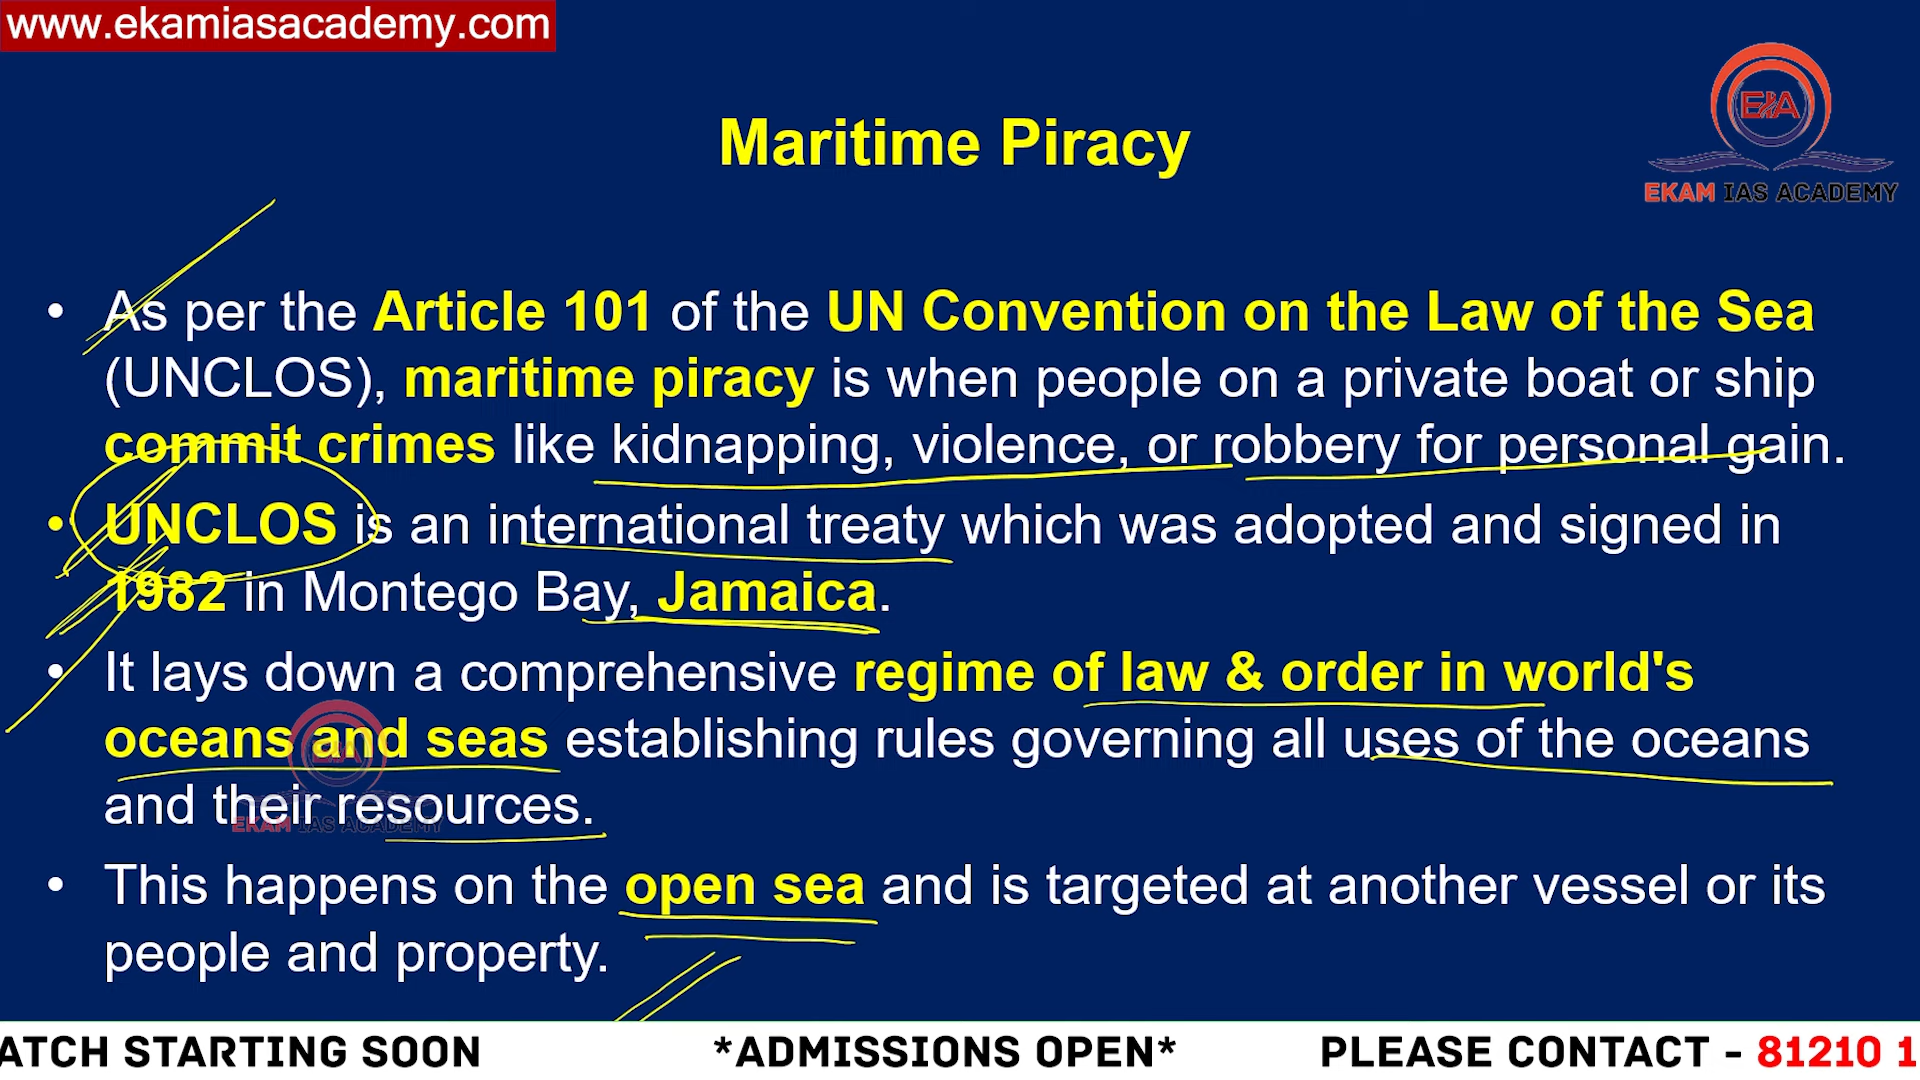 www.ekamiasacademy.com
EIA
EKAM IAS ACADEMY
Maritime Piracy
• As per the Article 101 of the UN Convention on the Law of the Sea
(UNCLOS), maritime piracy is when people on a private boat or ship
commit crimes like kidnapping, violence, or robbery for personal gain.
• UNCLOS is an international treaty which was adopted and signed in
1982 in Montego Bay, Jamaica.
• It lays down a comprehensive regime of law & order in world's
oceans and seas establishing rules governing all uses of the oceans
and their resources.
EIA
EKAM IAS ACADEMY
• This happens on the open sea and is targeted at another vessel or its
people and property.
ATCH STARTING SOON *ADMISSIONS OPEN* PLEASE CONTACT - 81210 1